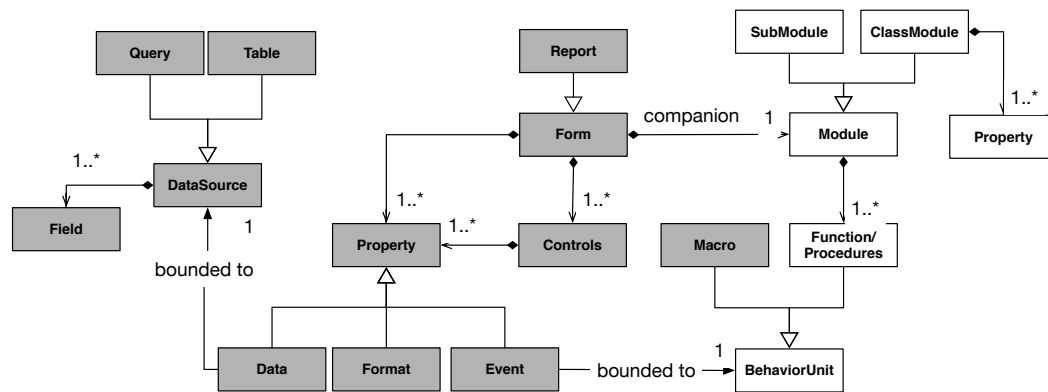 Query
Table
Report
SubModule
ClassModule
companion
1
1..*
Form
Module
Property
1..*
DataSource
Field
1
1..*
1..*
1..*
1..*
Property
Controls
Macro
Function/
Procedures
bounded to
Data
Format
Event
bounded to
1
BehaviorUnit